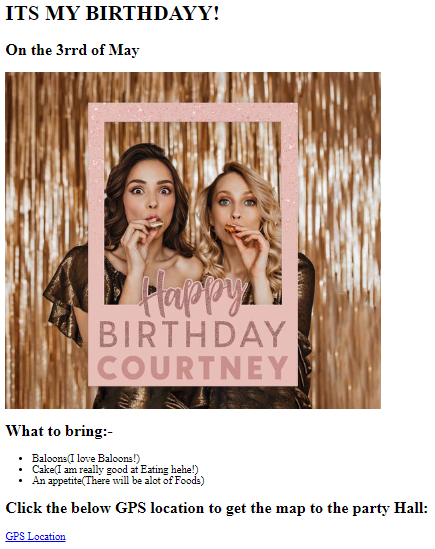 ITS MY BIRTHDAYY!
On the 3rrd of May
Happy
BIRTHDAY
COURTNEY
What to bring:-
Baloons(I love Baloons!)
Cake(I am really good at Eating hehe!)
An appetite(There will be alot of Foods)
Click the below GPS location to get the map to the party Hall:
GPS Location